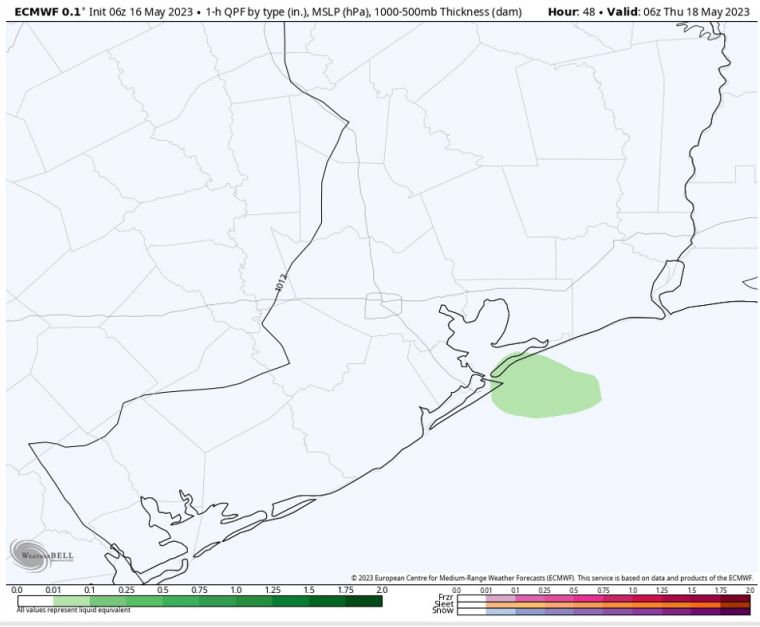 ECMWF 0.1° Init 06z 16 May 2023 • 1-h QPF by type (in.), MSLP (hPa), 1000-500mb Thickness (dam) Hour: 48 • Valid: 06z Thu 18 May 2023
1012
WEATHERBELL
© 2023 European Centre for Medium-Range Weather Forecasts (ECMWF). This service is based on data and products of the ECMWF.
0.0 0.01 0.1 0.25 0.5 0.75 1.0 1.25 1.5 1.75 2.0
All values represent liquid equivalent
0.0 0.01 0.1 0.25 0.5 0.75 1.0 1.25 1.5 1.75 2.0
Frzr
Sleet
Snow